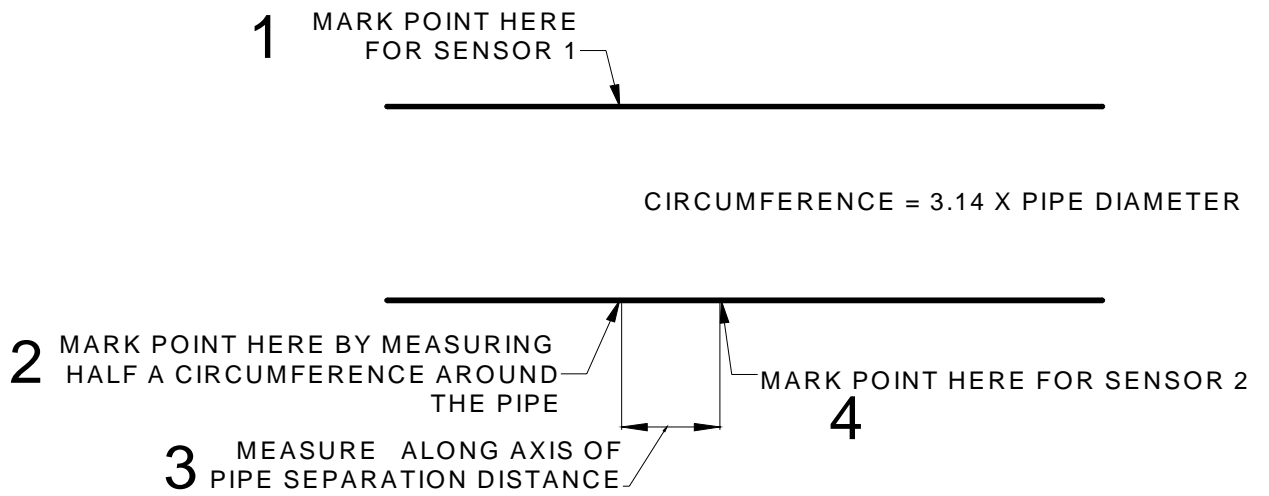 1
MARK POINT HERE
FOR SENSOR 1
CIRCUMFERENCE = 3.14 X PIPE DIAMETER
2
MARK POINT HERE BY MEASURING
HALF A CIRCUMFERENCE AROUND
THE PIPE
3
MEASURE ALONG AXIS OF
PIPE SEPARATION DISTANCE
MARK POINT HERE FOR SENSOR 2
4